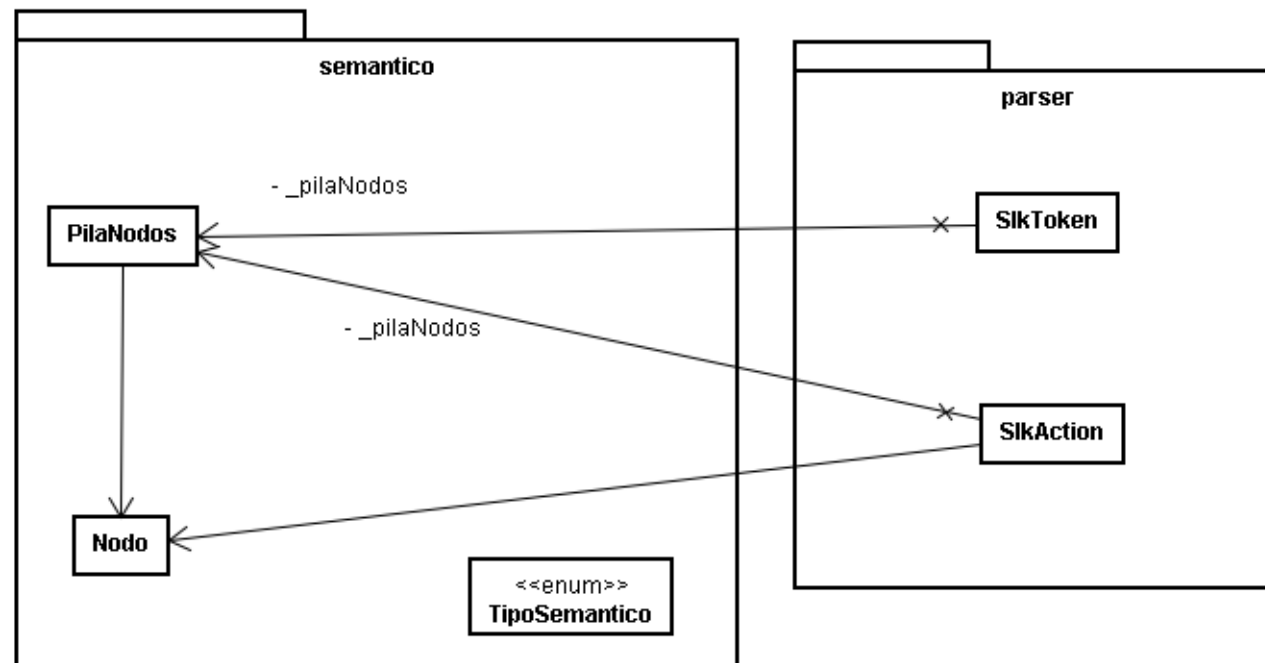 semantico
parser
- _pilaNodos
PilaNodos
SlkToken
- _pilaNodos
SlkAction
Nodo
<<enum>>
TipoSemantico